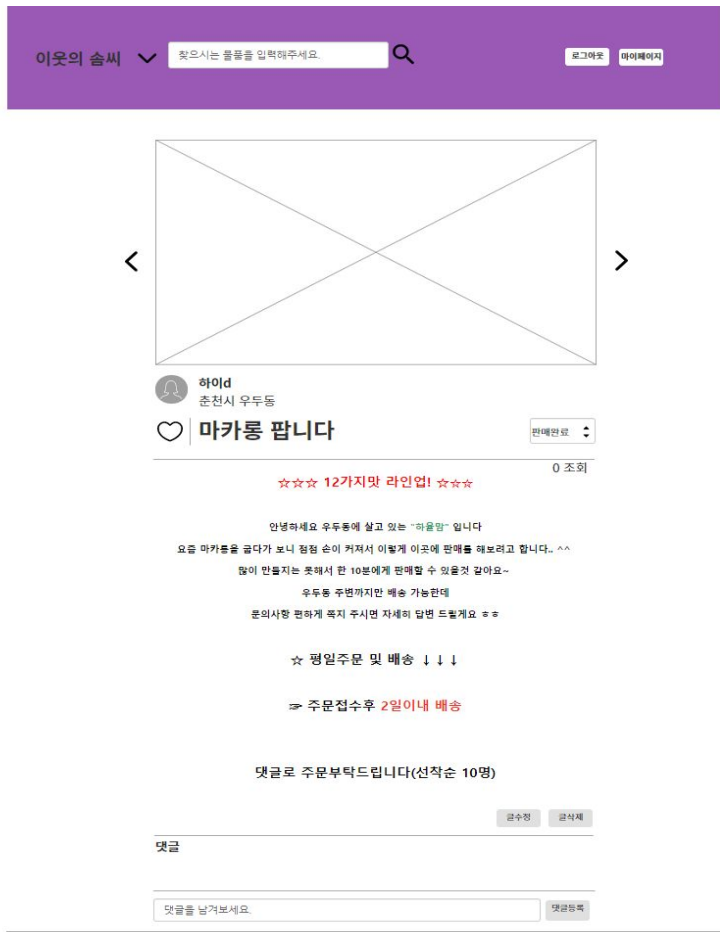 이웃의 솜씨
찾으시는 물품을 입력해주세요.
로그아웃 마이페이지
하이d
춘천시 우두동
마카롱 팝니다
판매완료
0 조회
☆☆☆ 12가지맛 라인업! ☆☆☆
안녕하세요 우두동에 살고 있는 "하율맘" 입니다
요즘 마카롱을 굽다가 보니 점점 손이 커져서 이렇게 이곳에 판매를 해보려고 합니다.. ^^
많이 만들지는 못해서 한 10분에게 판매할 수 있을것 같아요~
우두동 주변까지만 배송 가능한데
문의사항 편하게 쪽지 주시면 자세히 답변 드릴게요 ㅎㅎ
☆ 평일주문 및 배송 ↓↓↓
☞ 주문접수후 2일이내 배송
댓글로 주문부탁드립니다(선착순 10명)
글수정 글삭제
댓글
댓글을 남겨보세요.
댓글등록